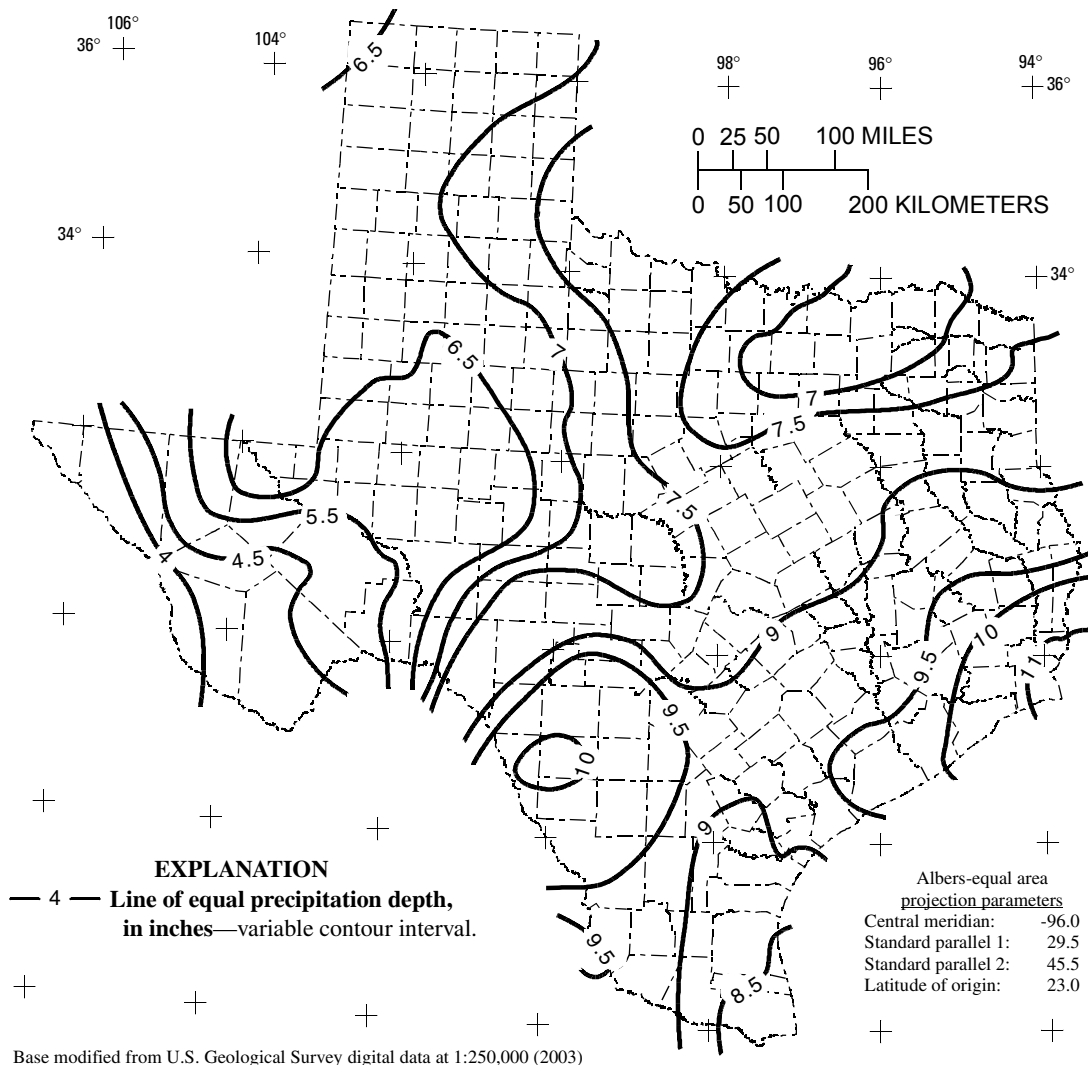 106°
36°
104°
98°
96°
94°
36°
6.5
0 25 50 100 MILES
0 50 100 200 KILOMETERS
34°
34°
6.5
7
7
7.5
7.5
5.5
4
4.5
9
10
9.5
11
9.5
10
9
9.5
8.5
EXPLANATION
4 Line of equal precipitation depth,
in inches—variable contour interval.
Albers-equal area
projection parameters
Central meridian: -96.0
Standard parallel 1: 29.5
Standard parallel 2: 45.5
Latitude of origin: 23.0
Base modified from U.S. Geological Survey digital data at 1:250,000 (2003)